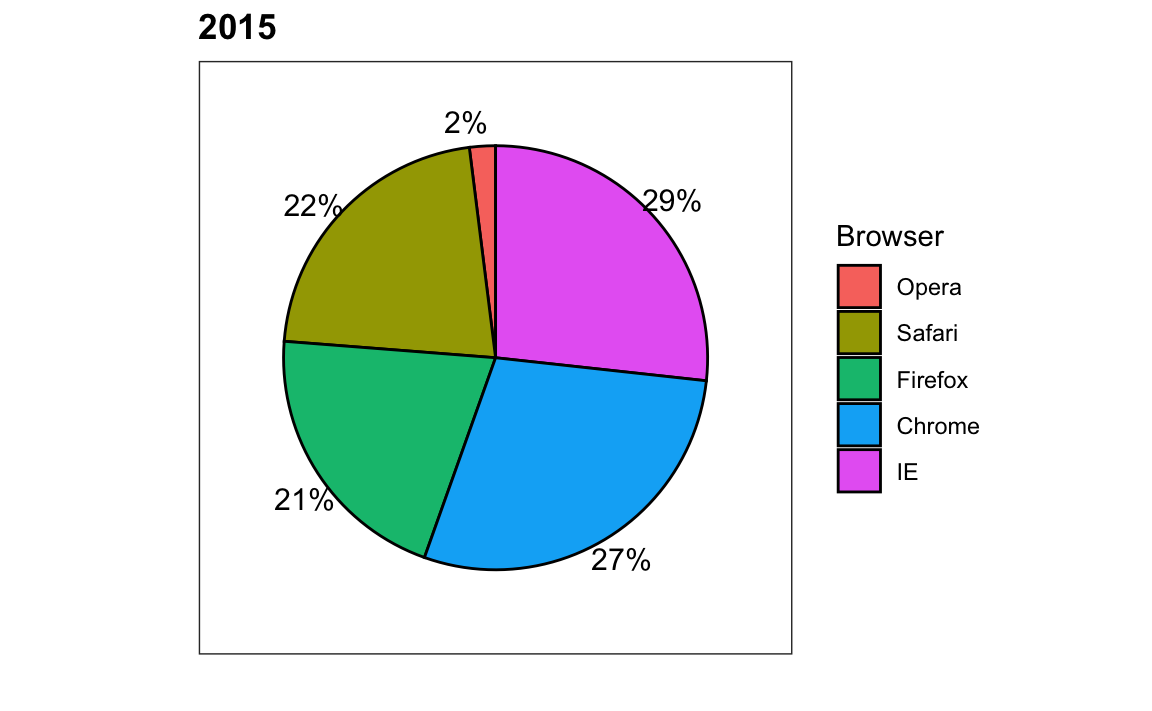 2015
2%
22%
29%
21%
27%
Browser
Opera
Safari
Firefox
Chrome
IE